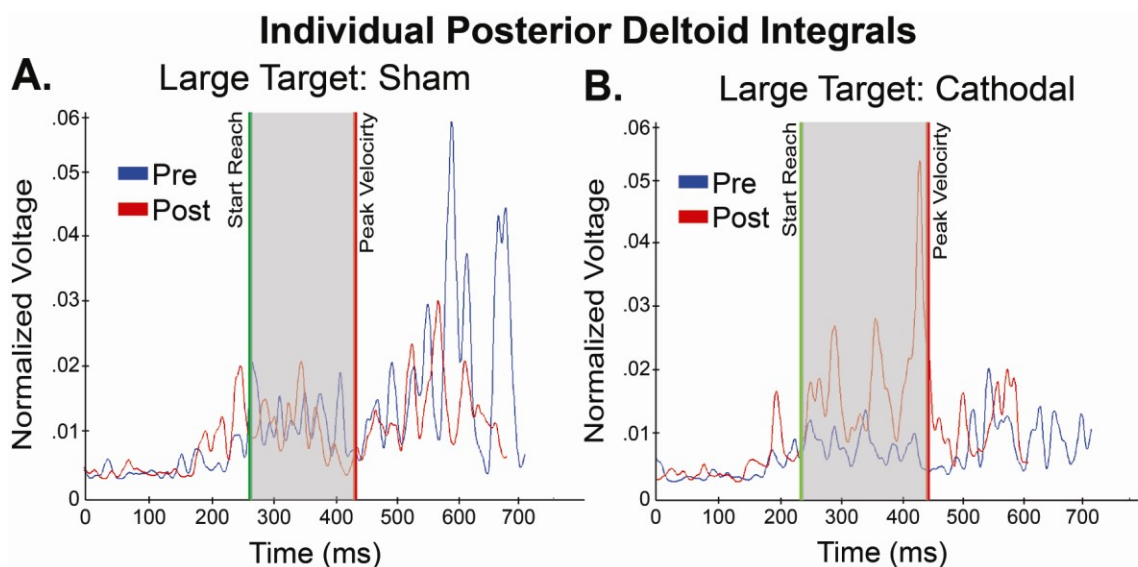 Individual Posterior Deltoid Integrals
A.
Large Target: Sham
Normalized Voltage
.06
.05
.04
.03
.02
.01
0
Pre
Post
Start Reach
Peak Velocirty
0 100 200 300 400 500 600 700
Time (ms)
B.
Large Target: Cathodal
Normalized Voltage
.06
.05
.04
.03
.02
.01
0
Pre
Post
Start Reach
Peak Velocirty
0 100 200 300 400 500 600 700
Time (ms)